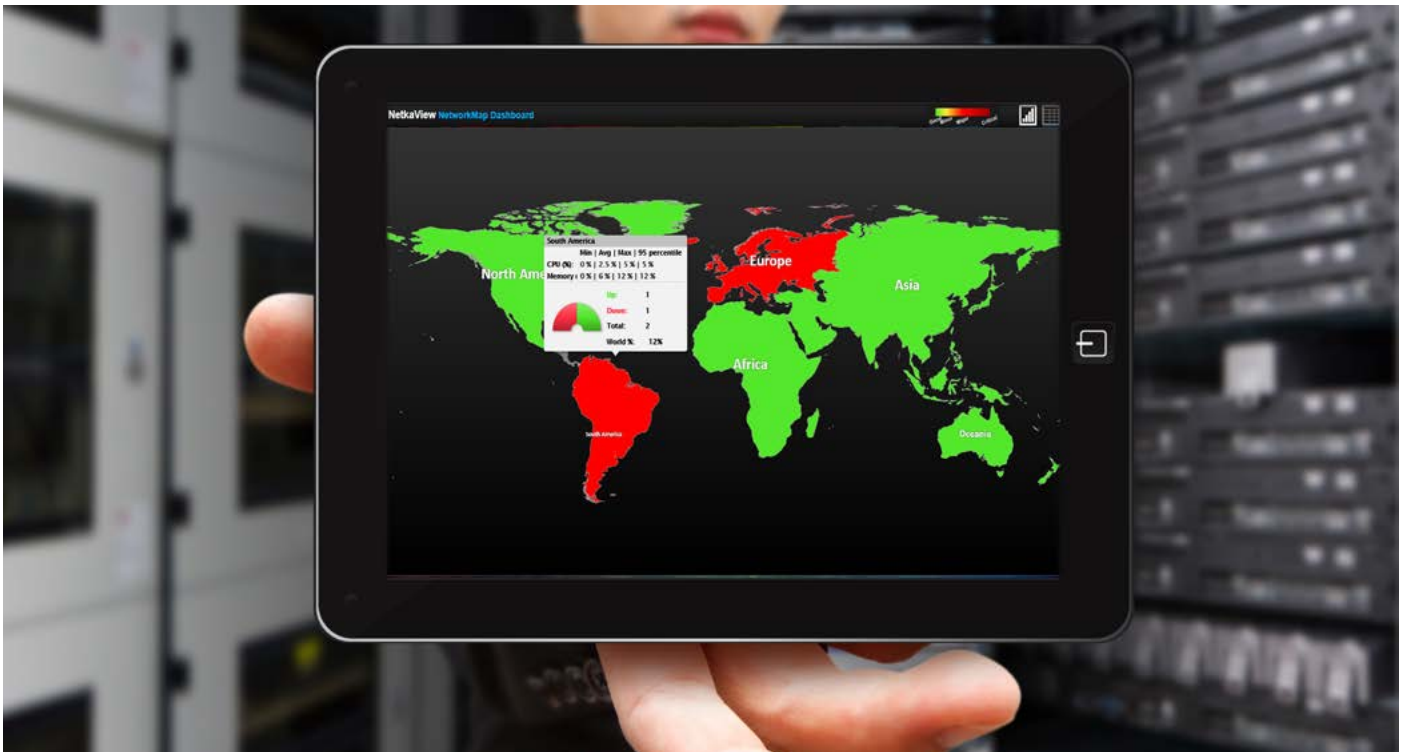 NetkaView NetworkMap Dashboard
Critical
South America
Min | Avg | Max | 95 percentile
CPU (%): 0 % | 2.5 % | 5 % | 5 %
Memory : 0 % | 6 % | 12 % | 12 %
Up: 1
Down: 1
Total: 2
World %: 12%
North Ame
Europe
Asia
Africa
South America
Oceania